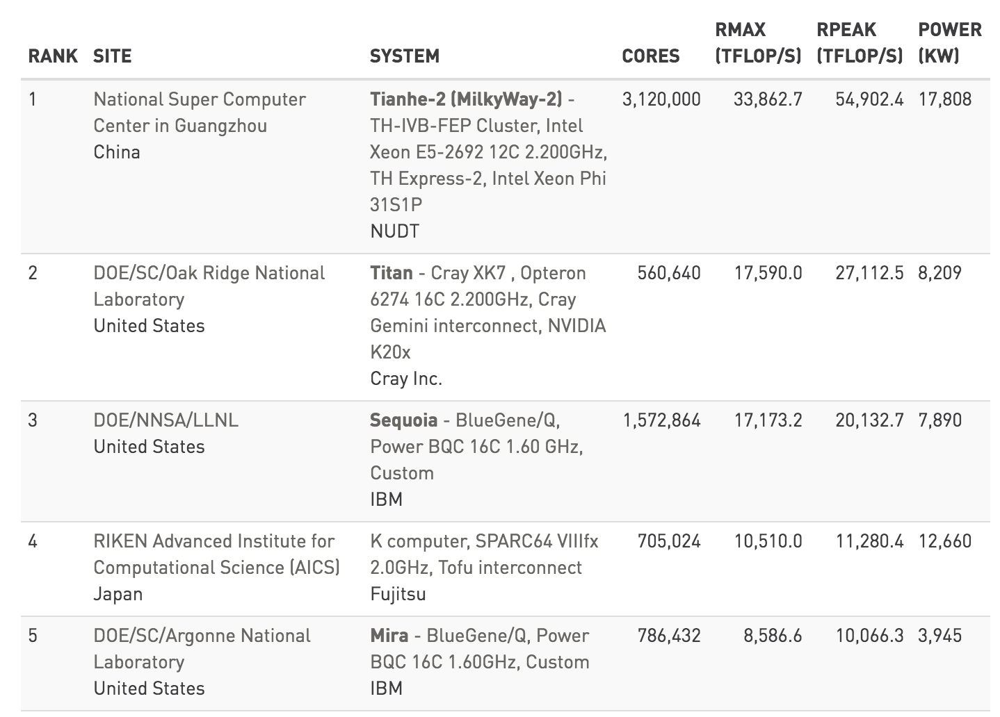 RANK SITE SYSTEM CORES RMAX (TFLOP/S) RPEAK (TFLOP/S) POWER (KW)
1 National Super Computer Tianhe-2 (MilkyWay-2) - 3,120,000 33,862.7 54,902.4 17,808
Center in Guangzhou TH-IVB-FEP Cluster, Intel
China Xeon E5-2692 12C 2.200GHz,
TH Express-2, Intel Xeon Phi
31S1P
NUDT
2 DOE/SC/Oak Ridge National Titan - Cray XK7 , Opteron 560,640 17,590.0 27,112.5 8,209
Laboratory 6274 16C 2.200GHz, Cray
United States Gemini interconnect, NVIDIA
K20x
Cray Inc.
3 DOE/NNSA/LLNL Sequoia - BlueGene/Q, 1,572,864 17,173.2 20,132.7 7,890
United States Power BQC 16C 1.60 GHz,
Custom
IBM
4 RIKEN Advanced Institute for K computer, SPARC64 VIIIfx 705,024 10,510.0 11,280.4 12,660
Computational Science (AICS) 2.0GHz, Tofu interconnect
Japan Fujitsu
5 DOE/SC/Argonne National Mira - BlueGene/Q, Power 786,432 8,586.6 10,066.3 3,945
Laboratory BQC 16C 1.60GHz, Custom
United States IBM